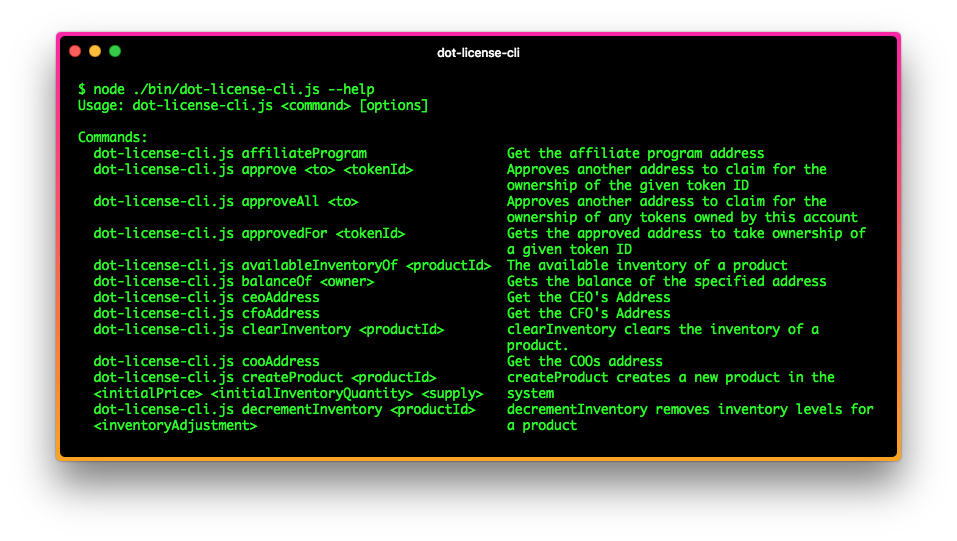 dot-license-cli
$ node ./bin/dot-license-cli.js --help
Usage: dot-license-cli.js <command> [options]
Commands:
dot-license-cli.js affiliateProgram Get the affiliate program address
dot-license-cli.js approve <to> <tokenId> Approves another address to claim for the
ownership of the given token ID
dot-license-cli.js approveAll <to> Approves another address to claim for the
ownership of any tokens owned by this account
dot-license-cli.js approvedFor <tokenId> Gets the approved address to take ownership of
a given token ID
dot-license-cli.js availableInventoryOf <productId> The available inventory of a product
dot-license-cli.js balanceOf <owner> Gets the balance of the specified address
dot-license-cli.js ceoAddress Get the CEO's Address
dot-license-cli.js cfoAddress Get the CFO's Address
dot-license-cli.js clearInventory <productId> clearInventory clears the inventory of a
product.
dot-license-cli.js cooAddress Get the COOs address
dot-license-cli.js createProduct <productId> createProduct creates a new product in the
<initialPrice> <initialInventoryQuantity> <supply> system
dot-license-cli.js decrementInventory <productId> decrementInventory removes inventory levels for
<inventoryAdjustment> a product